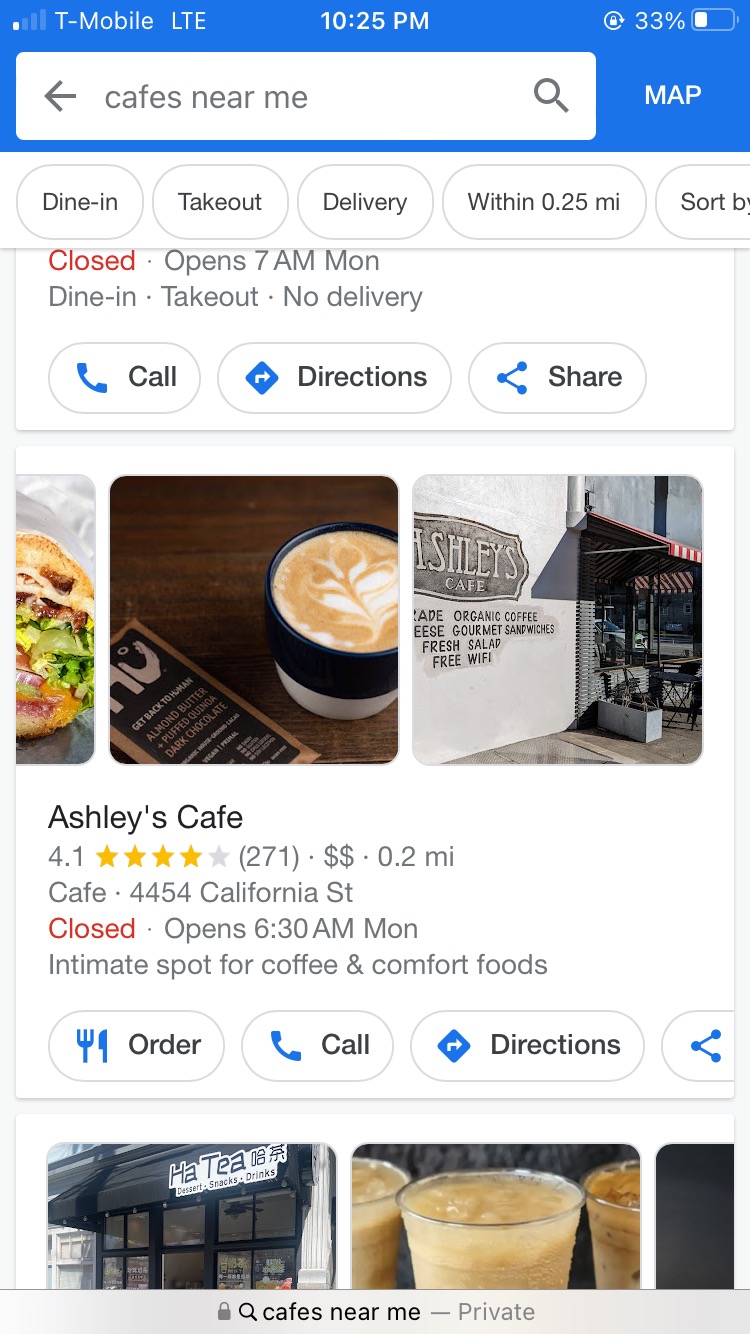 T-Mobile LTE 10:25 PM 33%
cafes near me
MAP
Dine-in Takeout Delivery Within 0.25 mi Sort by
Closed · Opens 7 AM Mon
Dine-in · Takeout · No delivery
Call Directions Share
HU
GET BACK TO HUMAN
ALMOND BUTTER
+ PUFFED QUINOA
DARK CHOCOLATE
VEGAN | PRIMAL
ASHLEY'S
CAFE
RADE ORGANIC COFFEE
EESE GOURMET SANDWICHES
FRESH SALAD
FREE WIFI
Ashley's Cafe
4.1 (271) · $$ · 0.2 mi
Cafe · 4454 California St
Closed · Opens 6:30 AM Mon
Intimate spot for coffee & comfort foods
Order Call Directions
Ha Tea 哈茶
Dessert · Snacks · Drinks
cafes near me — Private